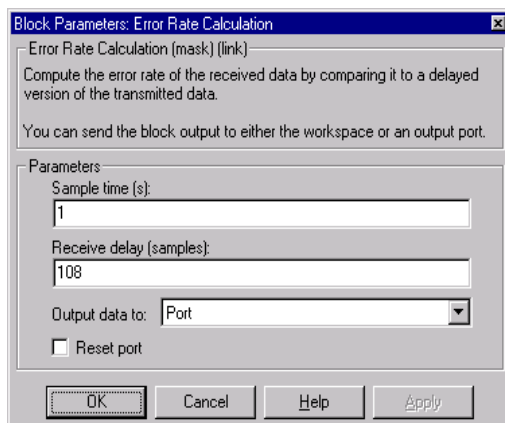 Block Parameters: Error Rate Calculation
Error Rate Calculation (mask) (link)
Compute the error rate of the received data by comparing it to a delayed
version of the transmitted data.
You can send the block output to either the workspace or an output port.
Parameters
Sample time (s):
1
Receive delay (samples):
108
Output data to: Port
Reset port
OK Cancel Help Apply